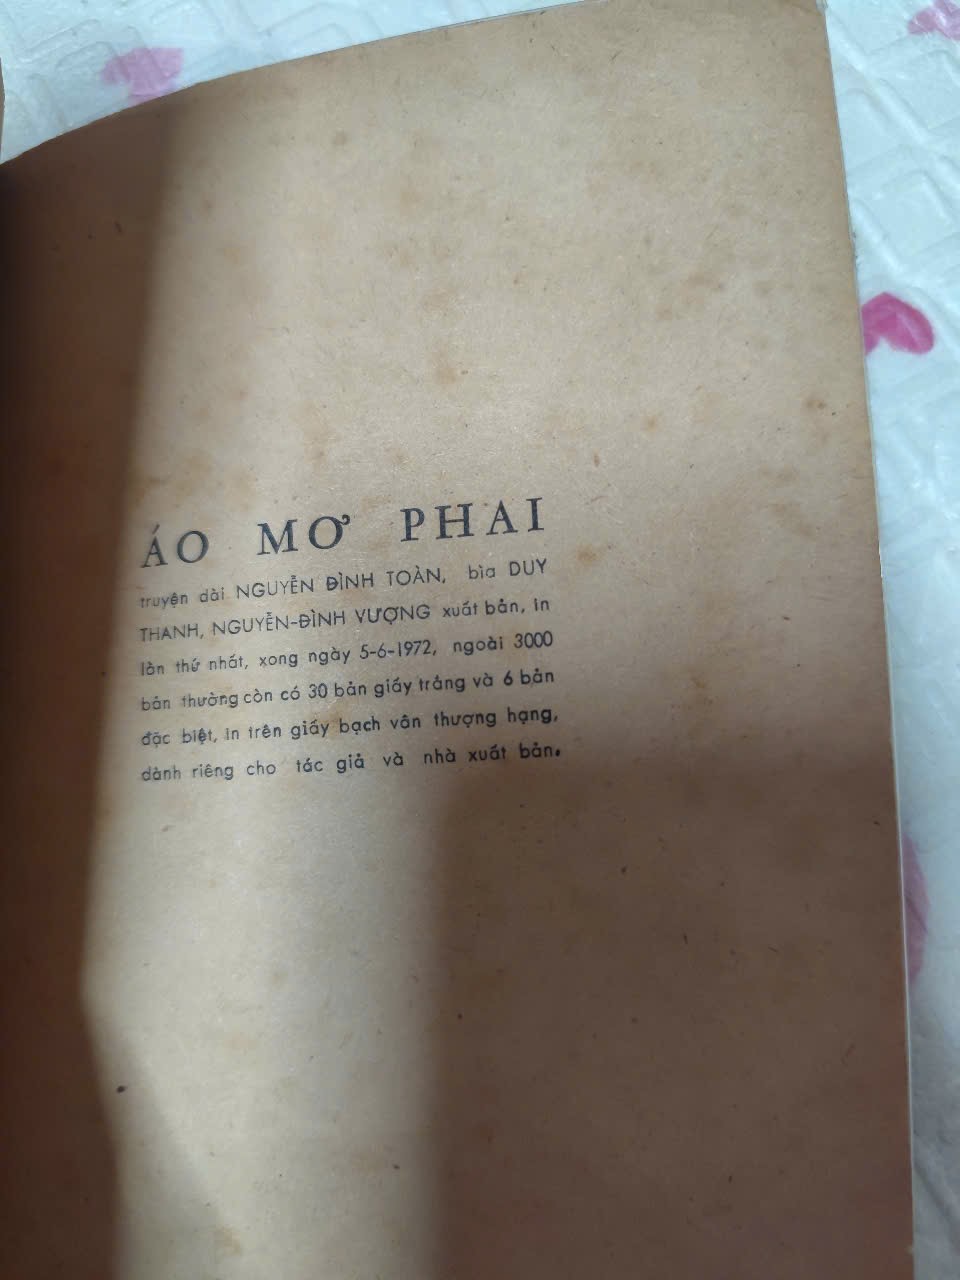 ÁO MƠ PHAI
truyện dài NGUYỄN ĐÌNH TOÀN, bìa DUY
THANH, NGUYỄN-ĐÌNH VƯỢNG xuất bản, in
lần thứ nhất, xong ngày 5-6-1972, ngoài 3000
bản thường còn có 30 bản giấy trắng và 6 bản
đặc biệt, in trên giấy bạch vân thượng hạng,
dành riêng cho tác giả và nhà xuất bản.